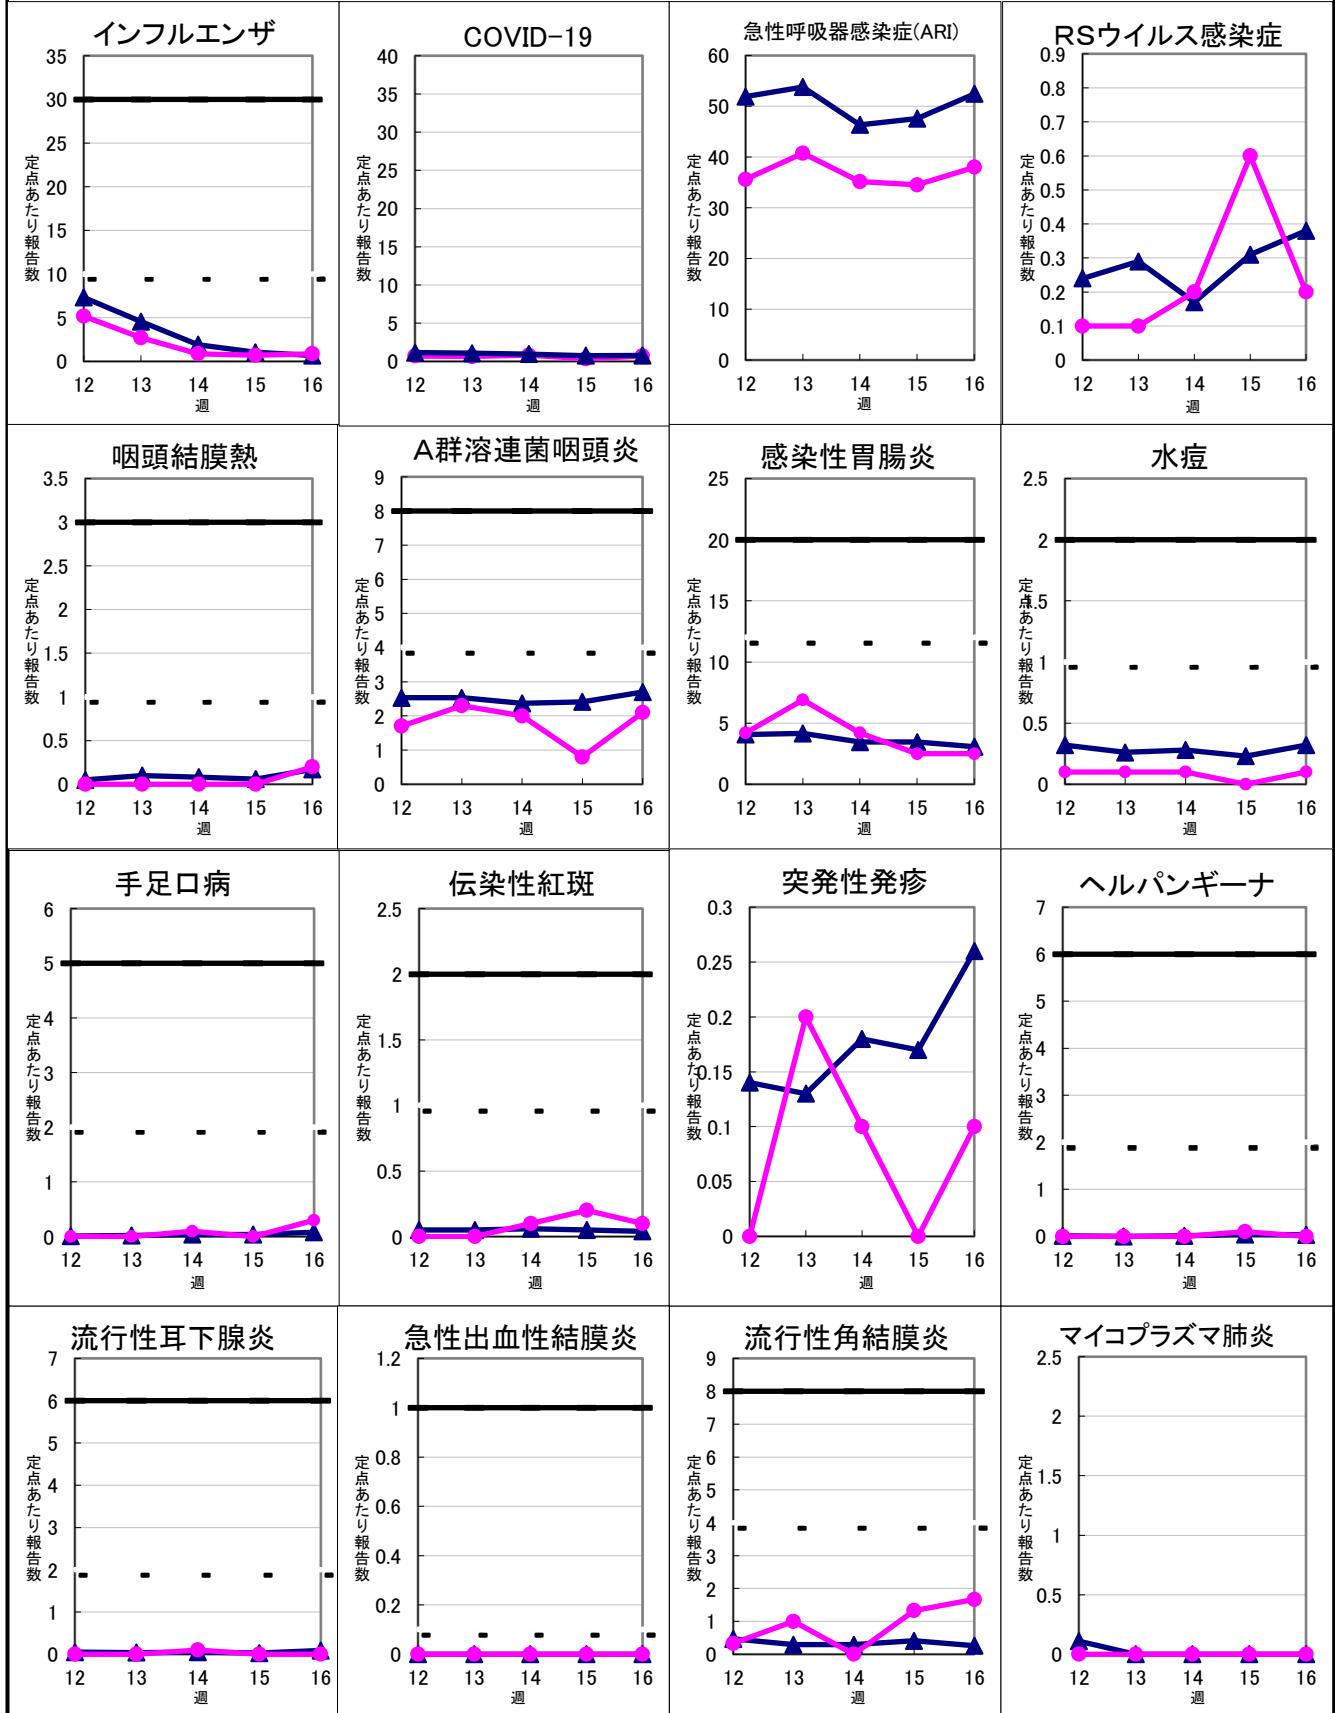 インフルエンザ
35
30
25
20
15
10
5
0
定点あたり報告数
12 13 14 15 16
週
COVID-19
40
35
30
25
20
15
10
5
0
定点あたり報告数
12 13 14 15 16
週
急性呼吸器感染症(ARI)
60
50
40
30
20
10
0
定点あたり報告数
12 13 14 15 16
週
RSウイルス感染症
0.9
0.8
0.7
0.6
0.5
0.4
0.3
0.2
0.1
0
定点あたり報告数
12 13 14 15 16
週
咽頭結膜熱
3.5
3
2.5
2
1.5
1
0.5
0
定点あたり報告数
12 13 14 15 16
週
A群溶連菌咽頭炎
9
8
7
6
5
4
3
2
1
0
定点あたり報告数
12 13 14 15 16
週
感染性胃腸炎
25
20
15
10
5
0
定点あたり報告数
12 13 14 15 16
週
水痘
2.5
2
1.5
1
0.5
0
定点あたり報告数
12 13 14 15 16
週
手足口病
6
5
4
3
2
1
0
定点あたり報告数
12 13 14 15 16
週
伝染性紅斑
2.5
2
1.5
1
0.5
0
定点あたり報告数
12 13 14 15 16
週
突発性発疹
0.3
0.25
0.2
0.15
0.1
0.05
0
定点あたり報告数
12 13 14 15 16
週
ヘルパンギーナ
7
6
5
4
3
2
1
0
定点あたり報告数
12 13 14 15 16
週
流行性耳下腺炎
7
6
5
4
3
2
1
0
定点あたり報告数
12 13 14 15 16
週
急性出血性結膜炎
1.2
1
0.8
0.6
0.4
0.2
0
定点あたり報告数
12 13 14 15 16
週
流行性角結膜炎
9
8
7
6
5
4
3
2
1
0
定点あたり報告数
12 13 14 15 16
週
マイコプラズマ肺炎
2.5
2
1.5
1
0.5
0
定点あたり報告数
12 13 14 15 16
週